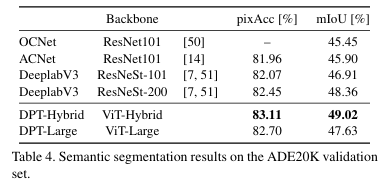 Backbone pixAcc [%] mIoU [%]
OCNet ResNet101 [50] – 45.45
ACNet ResNet101 [14] 81.96 45.90
DeeplabV3 ResNeSt-101 [7, 51] 82.07 46.91
DeeplabV3 ResNeSt-200 [7, 51] 82.45 48.36
DPT-Hybrid ViT-Hybrid 83.11 49.02
DPT-Large ViT-Large 82.70 47.63
Table 4. Semantic segmentation results on the ADE20K validation
set.